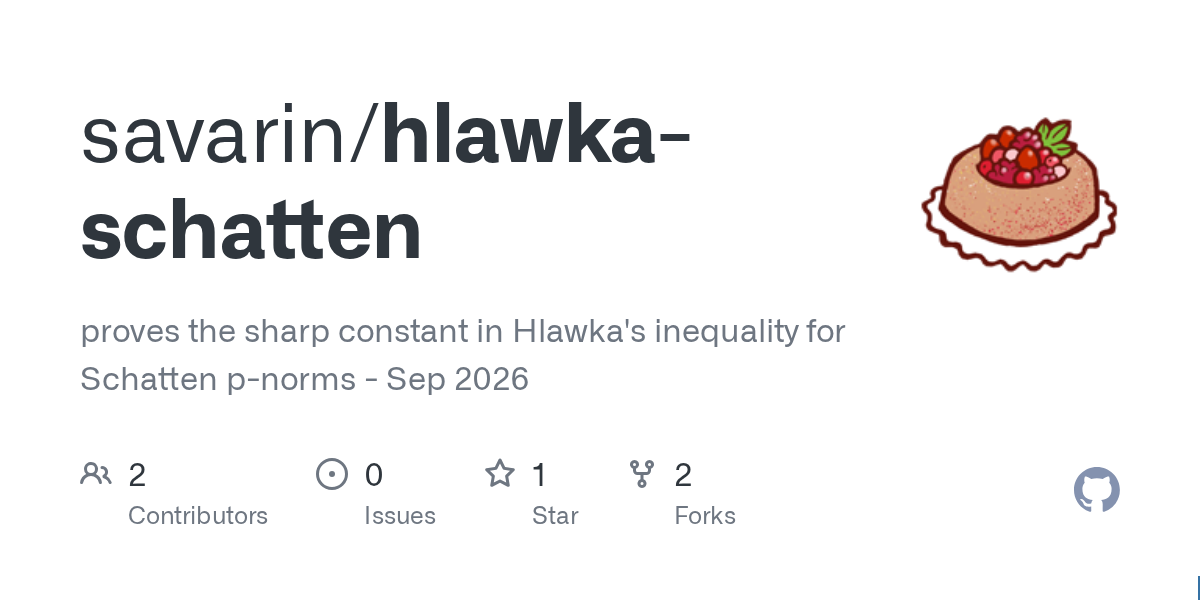 savarin/hlawka-
schatten
proves the sharp constant in Hlawka's inequality for
Schatten p-norms - Sep 2026
2 0 1 2
Contributors Issues Star Forks